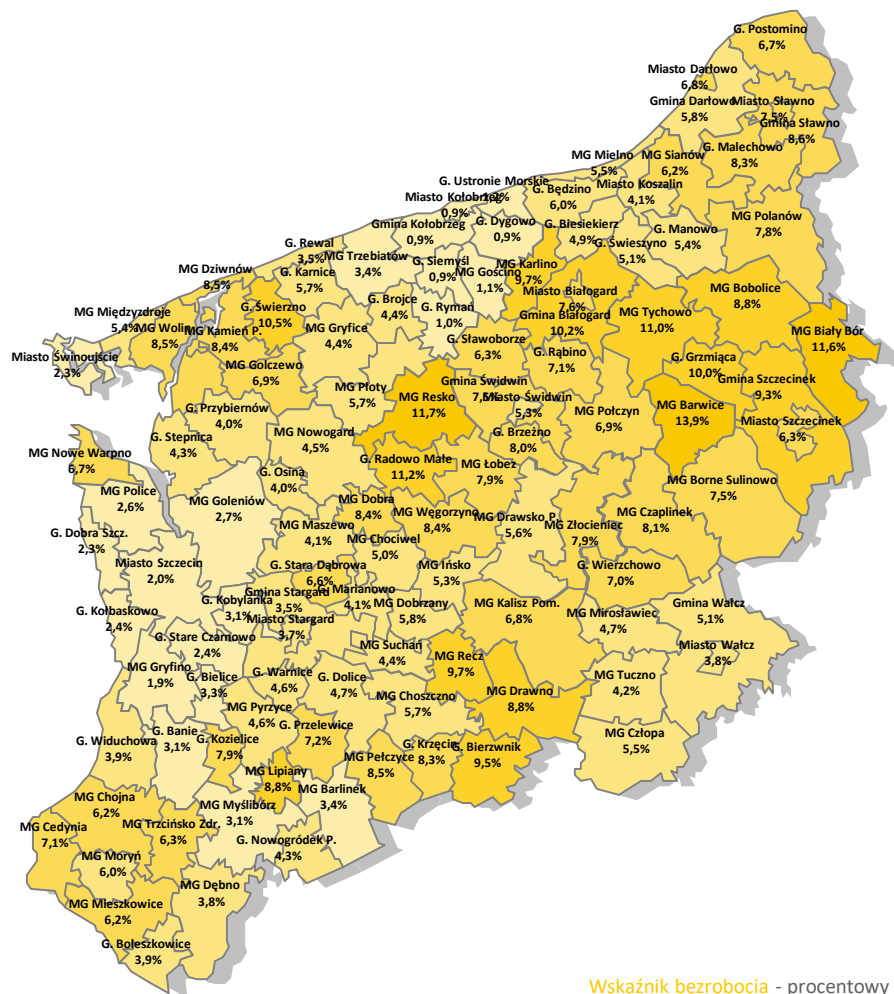 G. Postomino
6,7%
Miasto Darłowo
6,8%
Gmina Darłowo
5,8%
Miasto Sławno
7,5%
Gmina Sławno
8,6%
G. Malechowo
8,3%
MG Mielno
5,5%
MG Sianów
6,2%
G. Ustronie Morskie
1,2%
G. Będzino
6,0%
Miasto Koszalin
4,1%
Miasto Kołobrzeg
0,9%
Gmina Kołobrzeg
0,9%
G. Dygowo
0,9%
G. Biesiekierz
4,9%
G. Manowo
5,4%
MG Polanów
7,8%
G. Świeszyno
5,1%
G. Rewal
3,5%
MG Trzebiatów
3,4%
G. Siemyśl
0,9%
MG Gościno
1,1%
MG Karlino
9,7%
MG Dziwnów
8,5%
G. Karnice
5,7%
Miasto Białogard
7,6%
MG Bobolice
8,8%
G. Brojce
4,4%
G. Rymań
1,0%
Gmina Białogard
10,2%
MG Tychowo
11,0%
MG Biały Bór
11,6%
MG Międzyzdroje
5,4%
MG Wolin
8,5%
G. Świerzno
10,5%
MG Kamień P.
8,4%
MG Gryfice
4,4%
G. Sławoborze
6,3%
G. Rąbino
7,1%
G. Grzmiąca
10,0%
Miasto Świnoujście
2,3%
MG Golczewo
6,9%
MG Płoty
5,7%
MG Resko
11,7%
Gmina Świdwin
7,5%
Miasto Świdwin
5,3%
Gmina Szczecinek
9,3%
G. Przybiernów
4,0%
MG Połczyn
6,9%
MG Barwice
13,9%
Miasto Szczecinek
6,3%
G. Stepnica
4,3%
MG Nowogard
4,5%
G. Brzeżno
8,0%
MG Nowe Warpno
6,7%
G. Radowo Małe
11,2%
MG Łobez
7,9%
G. Osina
4,0%
MG Borne Sulinowo
7,5%
MG Police
2,6%
MG Goleniów
2,7%
MG Dobra
8,4%
MG Węgorzyno
8,4%
MG Drawsko P.
5,6%
MG Złocieniec
7,9%
MG Czaplinek
8,1%
G. Dobra Szcz.
2,3%
MG Maszewo
4,1%
MG Chociwel
5,0%
Miasto Szczecin
2,0%
G. Stara Dąbrowa
6,6%
MG Ińsko
5,3%
G. Wierzchowo
7,0%
Gmina Stargard
3,5%
G. Marianowo
4,1%
G. Kobylanka
3,1%
MG Dobrzany
5,8%
MG Kalisz Pom.
6,8%
MG Mirosławiec
4,7%
Gmina Wałcz
5,1%
G. Kołbaskowo
2,4%
Miasto Stargard
3,7%
G. Stare Czarnowo
2,4%
MG Suchań
4,4%
Miasto Wałcz
3,8%
MG Gryfino
1,9%
G. Bielice
3,3%
G. Warnice
4,6%
G. Dolice
4,7%
MG Recz
9,7%
MG Tuczno
4,2%
MG Drawno
8,8%
MG Choszczno
5,7%
MG Pyrzyce
4,6%
G. Przelewice
7,2%
G. Banie
3,1%
G. Kozielice
7,9%
G. Widuchowa
3,9%
G. Krzęcin
8,3%
G. Bierzwnik
9,5%
MG Człopa
5,5%
MG Pełczyce
8,5%
MG Lipiany
8,8%
MG Barlinek
3,4%
MG Chojna
6,2%
MG Myślibórz
3,1%
MG Cedynia
7,1%
MG Trzcińsko Zdr.
6,3%
G. Nowogródek P.
4,3%
MG Moryń
6,0%
MG Dębno
3,8%
MG Mieszkowice
6,2%
G. Boleszkowice
3,9%
Wskaźnik bezrobocia - procentowy